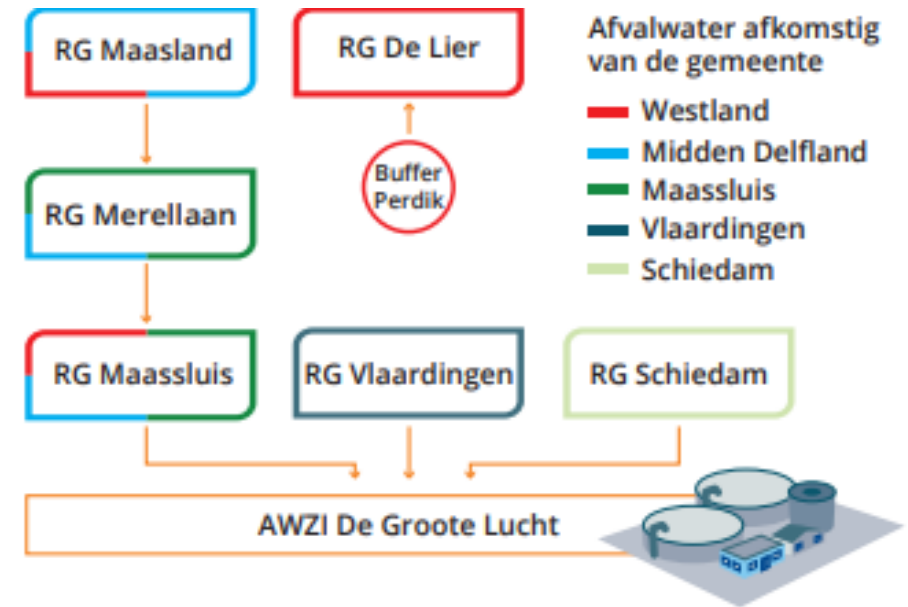 RG Maasland
RG De Lier
Afvalwater afkomstig
van de gemeente
Westland
Midden Delfland
Maassluis
Vlaardingen
Schiedam
Buffer
Perdik
RG Merellaan
RG Maassluis
RG Vlaardingen
RG Schiedam
AWZI De Groote Lucht